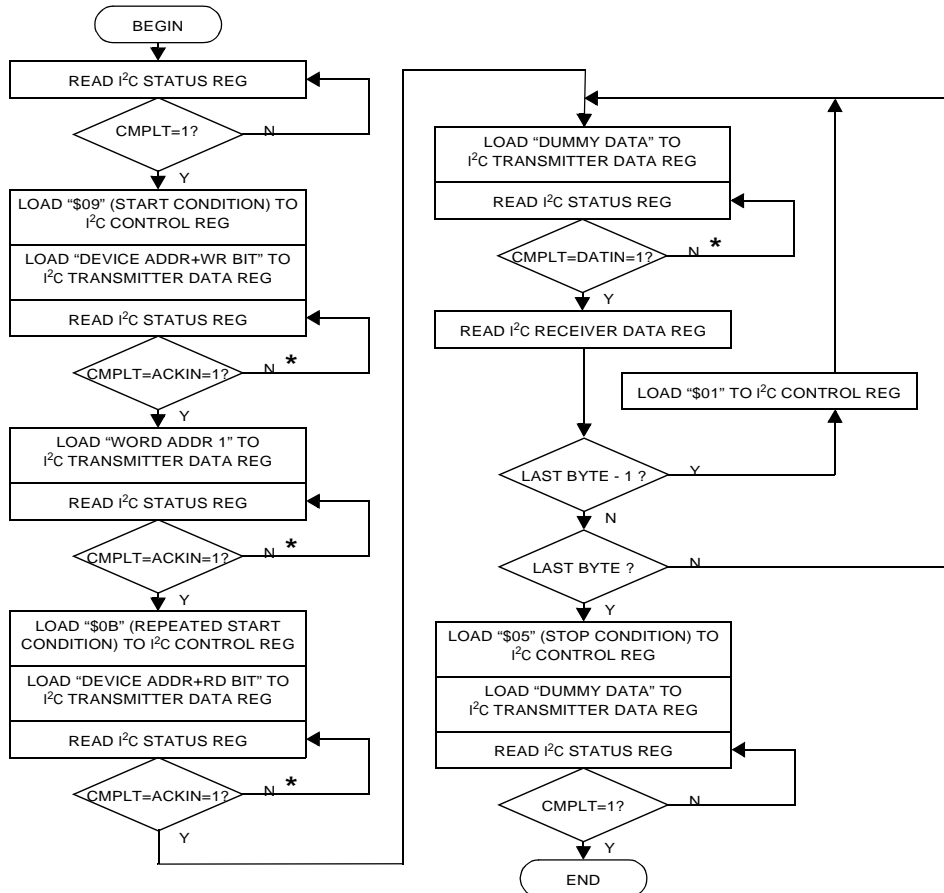 BEGIN
READ I²C STATUS REG
CMPLT=1?
N
Y
LOAD “$09” (START CONDITION) TO
I²C CONTROL REG
LOAD “DEVICE ADDR+WR BIT” TO
I²C TRANSMITTER DATA REG
READ I²C STATUS REG
CMPLT=ACKIN=1?
N *
Y
LOAD “WORD ADDR 1” TO
I²C TRANSMITTER DATA REG
READ I²C STATUS REG
CMPLT=ACKIN=1?
N *
Y
LOAD “$0B” (REPEATED START
CONDITION) TO I²C CONTROL REG
LOAD “DEVICE ADDR+RD BIT” TO
I²C TRANSMITTER DATA REG
READ I²C STATUS REG
CMPLT=ACKIN=1?
N *
Y
LOAD “DUMMY DATA” TO
I²C TRANSMITTER DATA REG
READ I²C STATUS REG
CMPLT=DATIN=1?
N *
Y
READ I²C RECEIVER DATA REG
LOAD “$01” TO I²C CONTROL REG
LAST BYTE - 1 ?
Y
N
LAST BYTE ?
N
Y
LOAD “$05” (STOP CONDITION) TO
I²C CONTROL REG
LOAD “DUMMY DATA” TO
I²C TRANSMITTER DATA REG
READ I²C STATUS REG
CMPLT=1?
N
Y
END